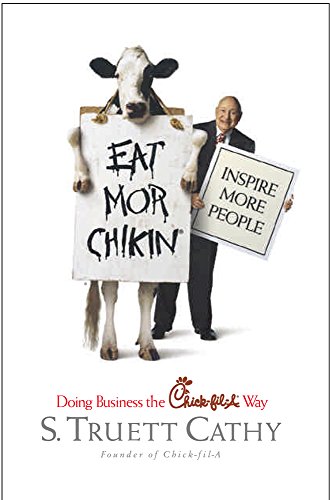 EAT
MOR
CHIKIN®
INSPIRE
MORE
PEOPLE
Doing Business the Chick-fil-A® Way
S. TRUETT CATHY
Founder of Chick-fil-A